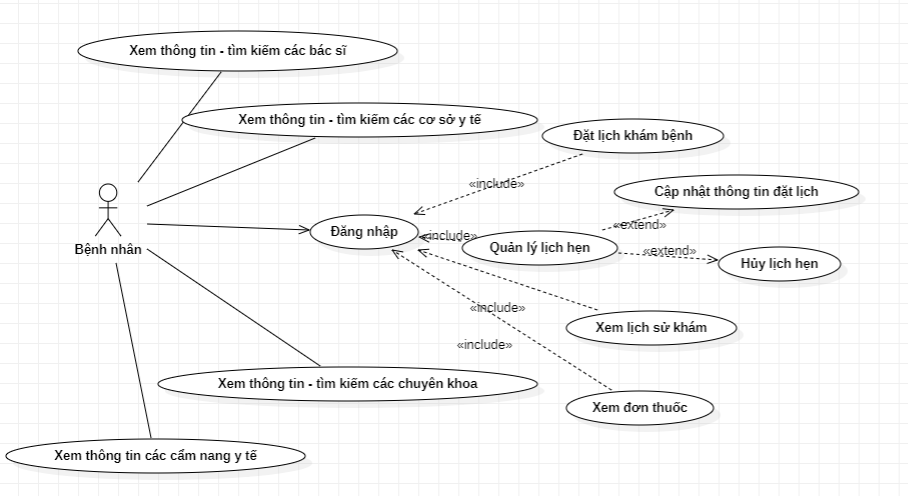 Xem thông tin - tìm kiếm các bác sĩ
Xem thông tin - tìm kiếm các cơ sở y tế
Đặt lịch khám bệnh
«include»
Cập nhật thông tin đặt lịch
«extend»
Đăng nhập
«include»
Quản lý lịch hẹn
Bệnh nhân
«extend»
Hủy lịch hẹn
«include»
Xem lịch sử khám
«include»
Xem thông tin - tìm kiếm các chuyên khoa
Xem đơn thuốc
Xem thông tin các cẩm nang y tế